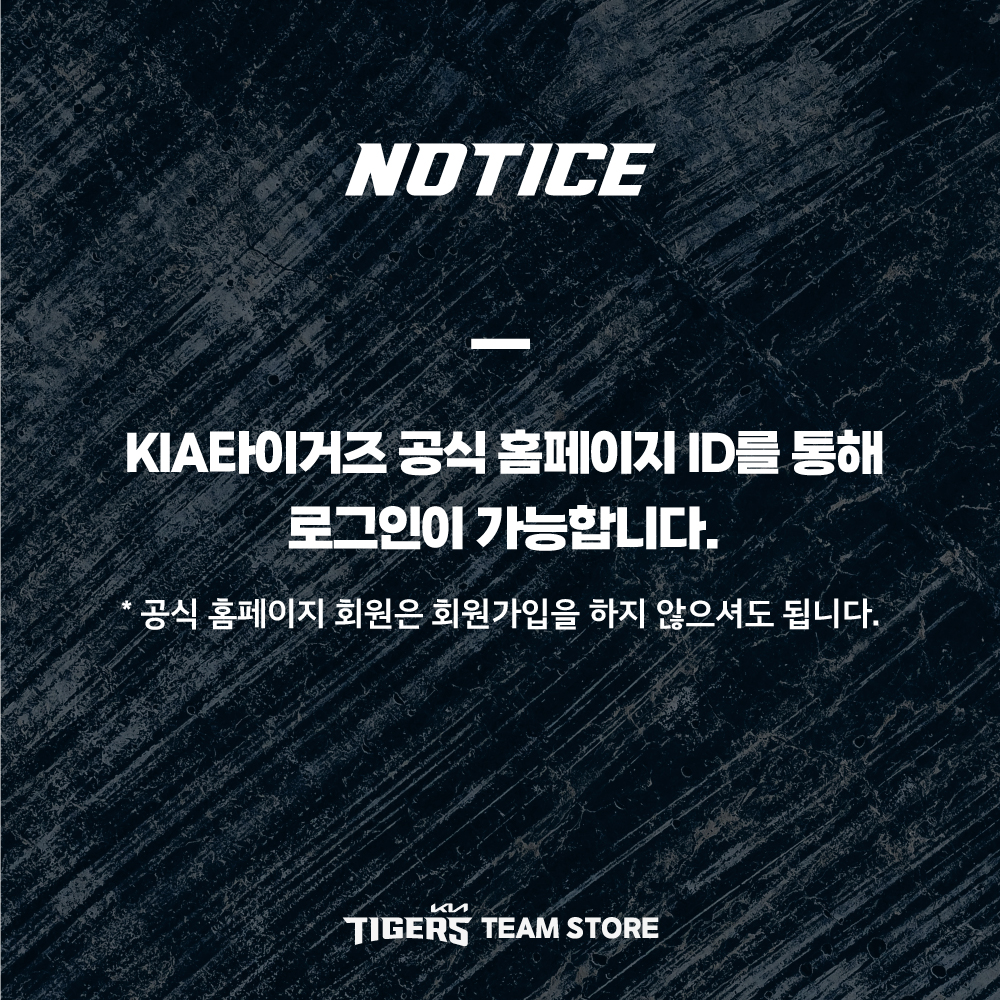 NOTICE
KIA타이거즈 공식 홈페이지 ID를 통해
로그인이 가능합니다.
* 공식 홈페이지 회원은 회원가입을 하지 않으셔도 됩니다.
KIA
TIGERS TEAM STORE